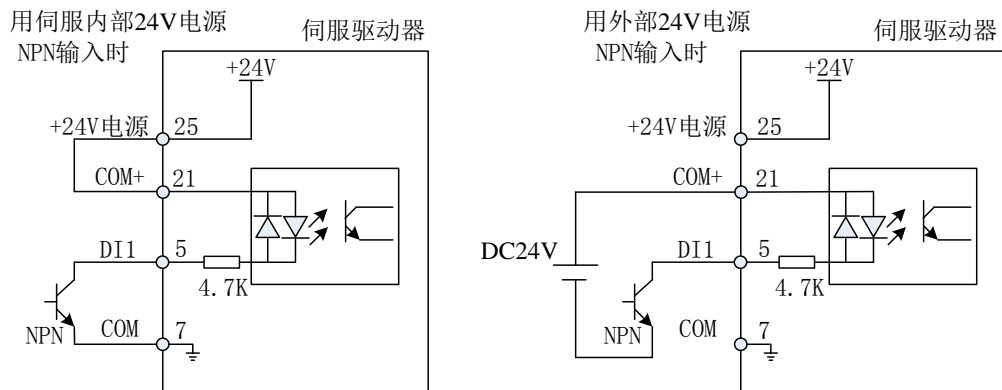 用伺服内部24V电源
NPN输入时
伺服驱动器
+24V
+24V电源
25
COM+
21
DI1
5
4.7K
NPN
COM
7
用外部24V电源
NPN输入时
伺服驱动器
+24V
+24V电源
25
COM+
21
DC24V
DI1
5
4.7K
NPN
COM
7